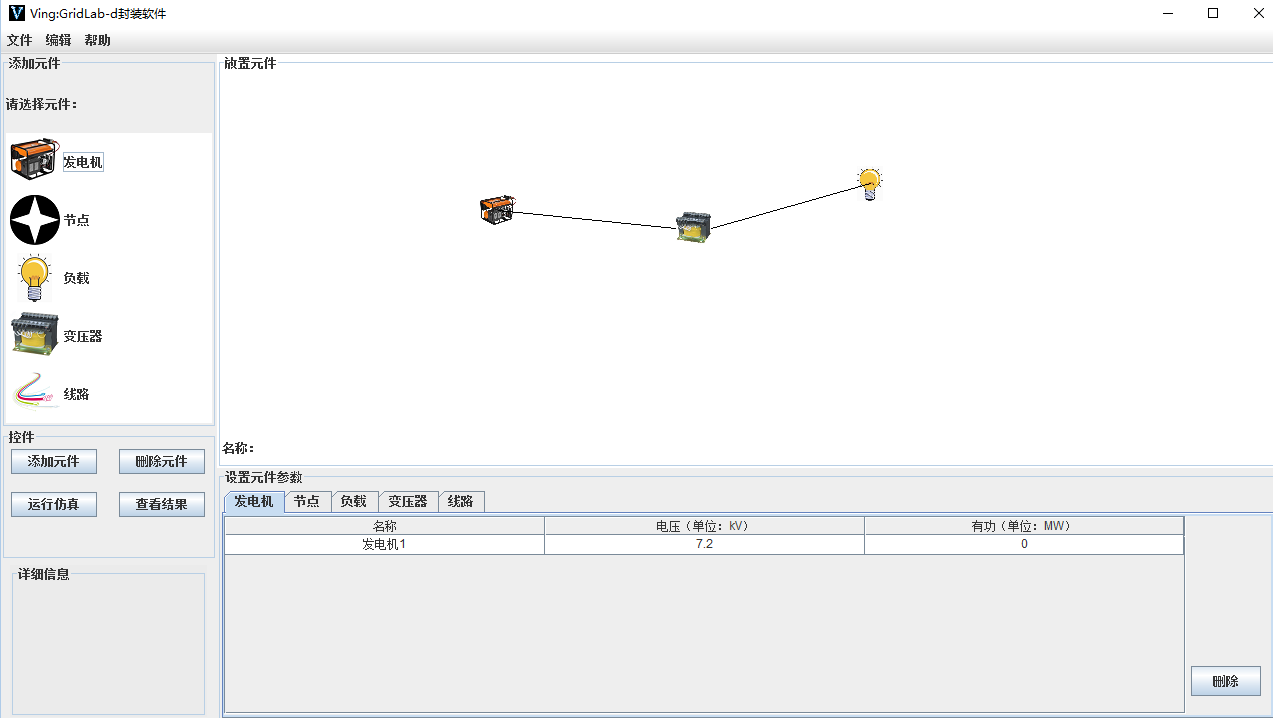 Ving:GridLab-d封装软件
文件 编辑 帮助
添加元件
请选择元件：
发电机
节点
负载
变压器
线路
控件
添加元件 删除元件
运行仿真 查看结果
详细信息
放置元件
名称：
设置元件参数
发电机 节点 负载 变压器 线路
名称 电压（单位：kV） 有功（单位：MW）
发电机1 7.2 0
删除